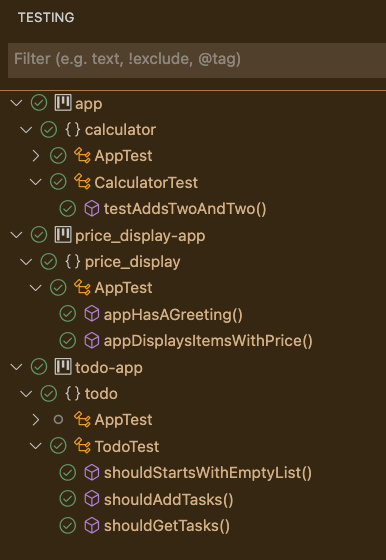 TESTING
Filter (e.g. text, !exclude, @tag)
app
{} calculator
AppTest
CalculatorTest
testAddsTwoAndTwo()
price_display-app
{} price_display
AppTest
appHasAGreeting()
appDisplaysItemsWithPrice()
todo-app
{} todo
AppTest
TodoTest
shouldStartsWithEmptyList()
shouldAddTasks()
shouldGetTasks()